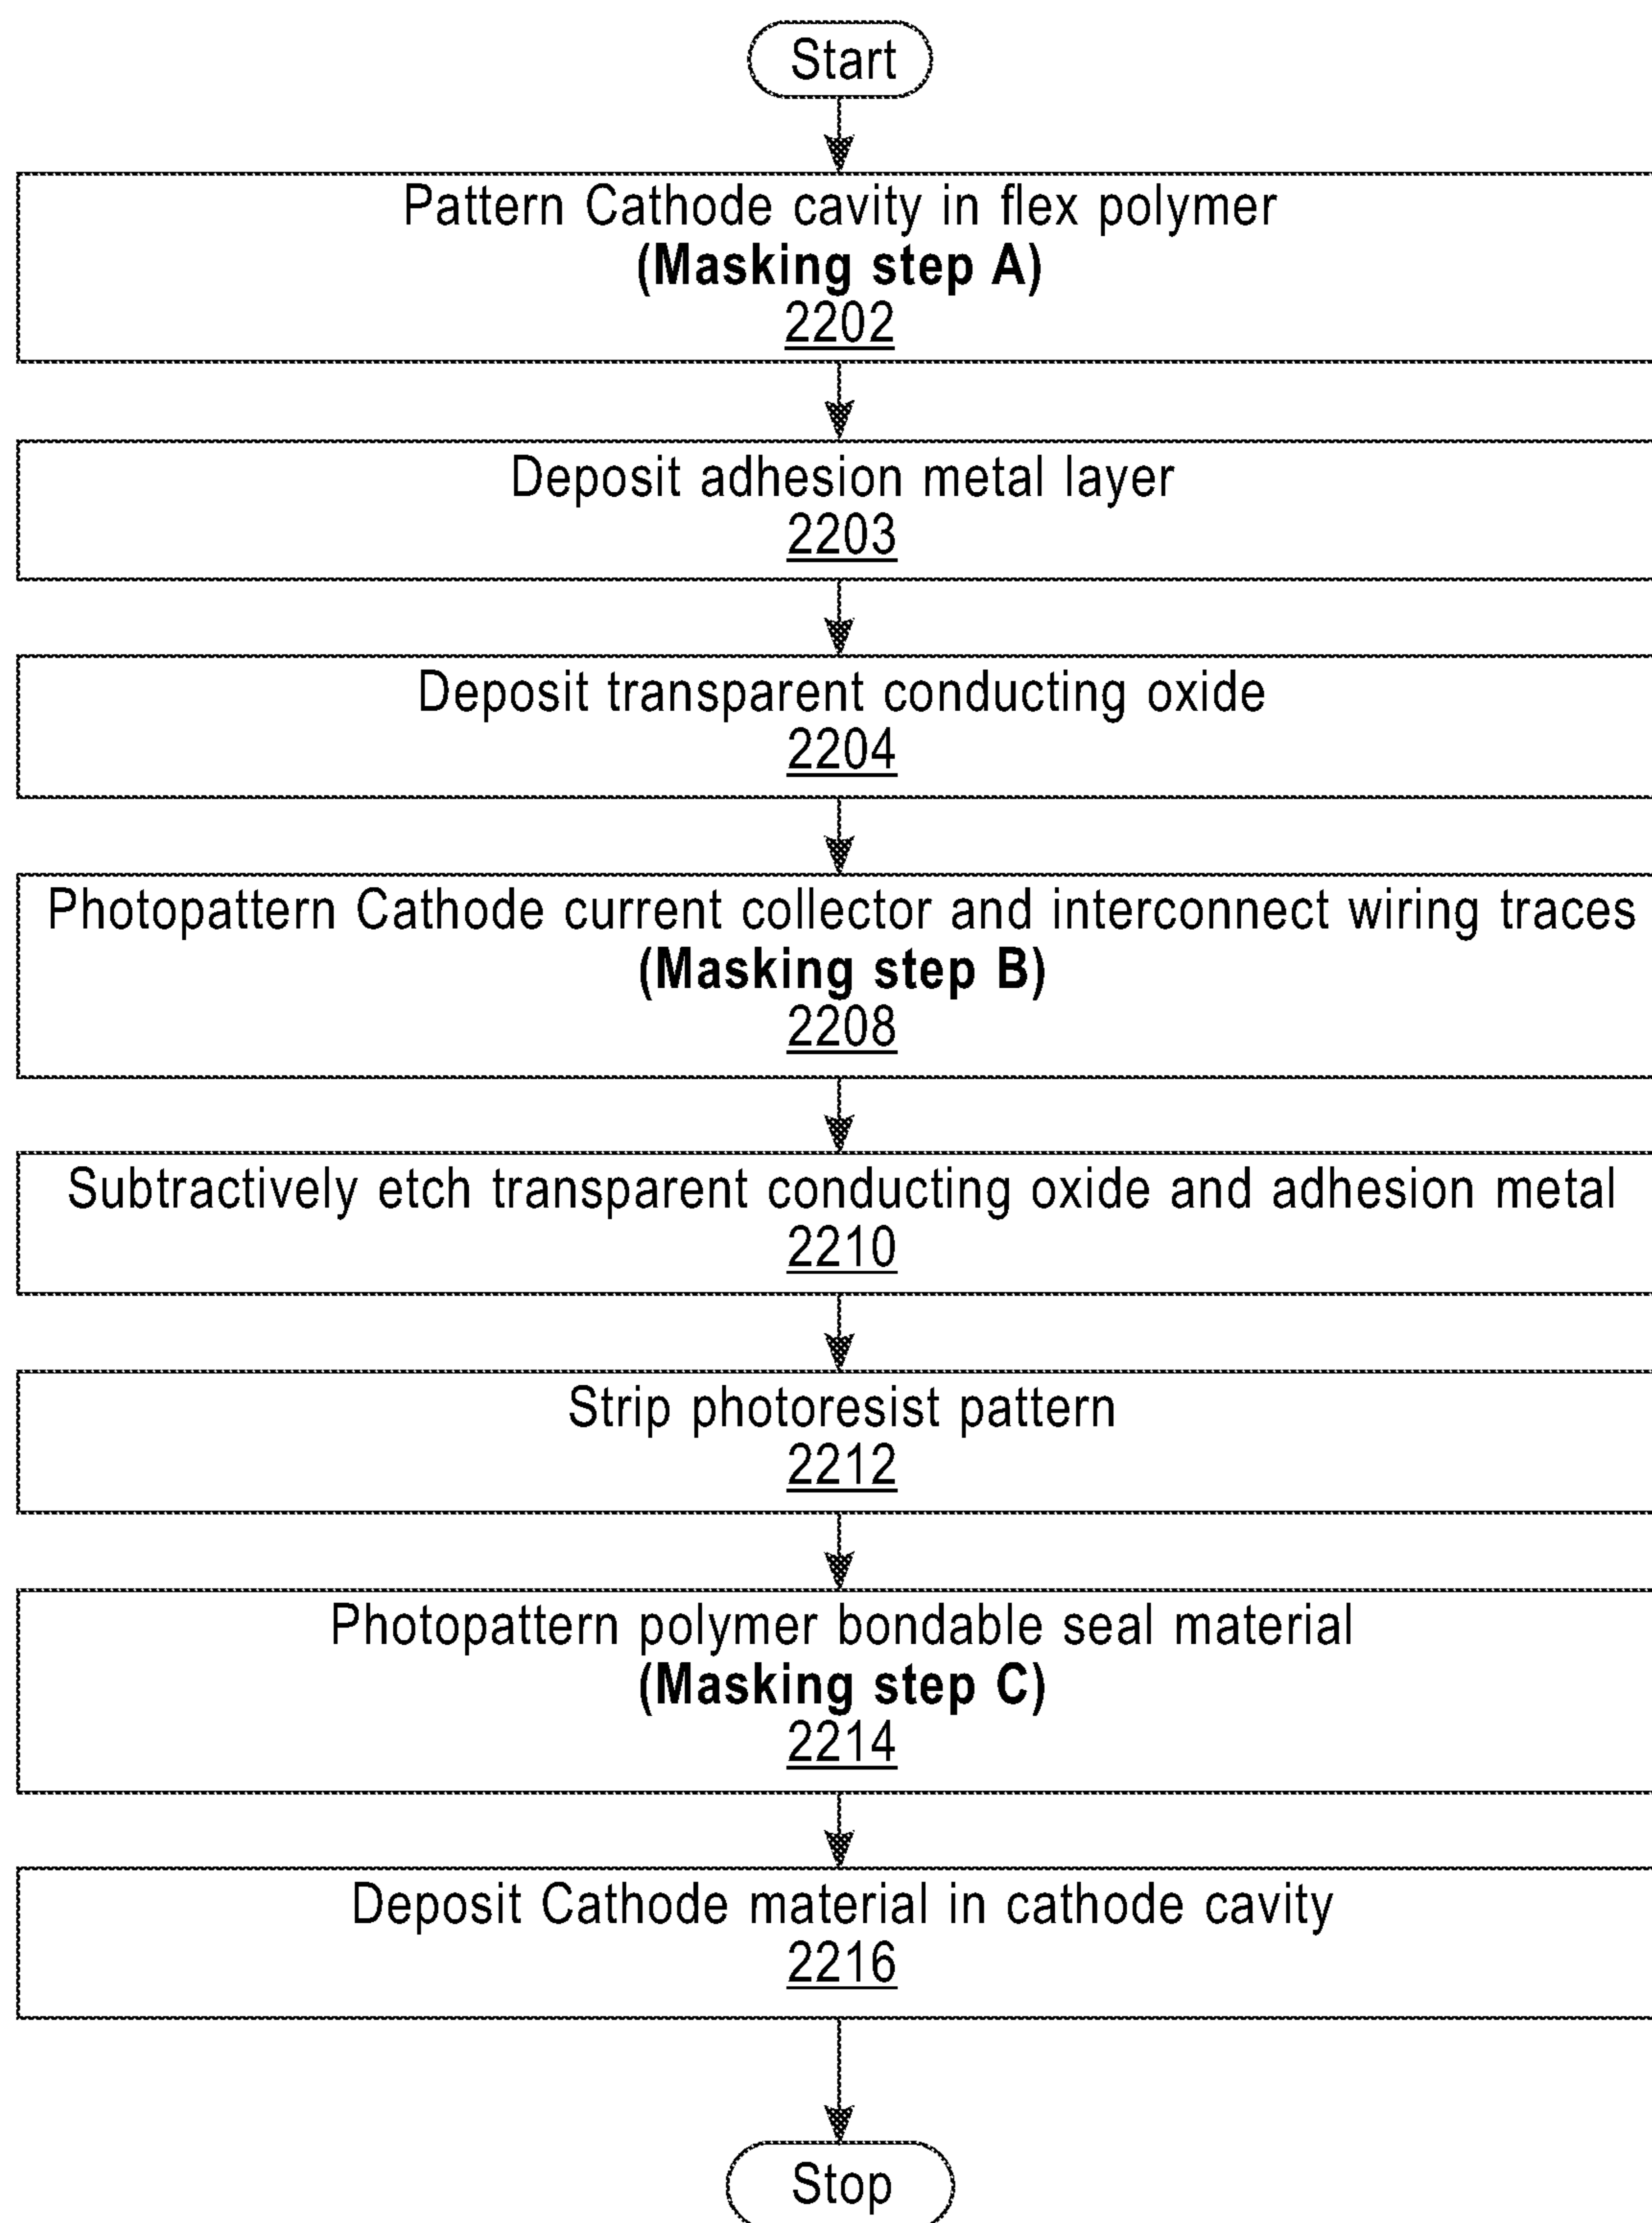 Start
Pattern Cathode cavity in flex polymer
(Masking step A)
2202
Deposit adhesion metal layer
2203
Deposit transparent conducting oxide
2204
Photopattern Cathode current collector and interconnect wiring traces
(Masking step B)
2208
Subtractively etch transparent conducting oxide and adhesion metal
2210
Strip photoresist pattern
2212
Photopattern polymer bondable seal material
(Masking step C)
2214
Deposit Cathode material in cathode cavity
2216
Stop